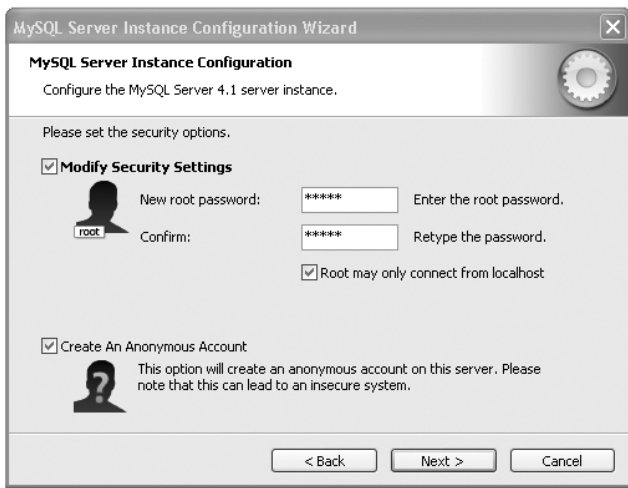 MySQL Server Instance Configuration Wizard
MySQL Server Instance Configuration
Configure the MySQL Server 4.1 server instance.
Please set the security options.
Modify Security Settings
root
New root password:
*****
Enter the root password.
Confirm:
*****
Retype the password.
Root may only connect from localhost
Create An Anonymous Account
?
This option will create an anonymous account on this server. Please
note that this can lead to an insecure system.
< Back
Next >
Cancel